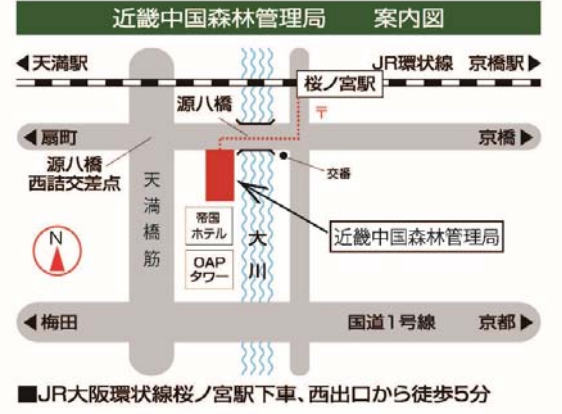 近畿中国森林管理局 案内図
◀天満駅
JR環状線 京橋駅▶
桜ノ宮駅
〒
源八橋
◀扇町
京橋▶
源八橋
西詰交差点
交番
天満橋筋
帝国
ホテル
大川
近畿中国森林管理局
N
OAP
タワー
◀梅田
国道1号線 京都▶
■JR大阪環状線桜ノ宮駅下車、西出口から徒歩5分